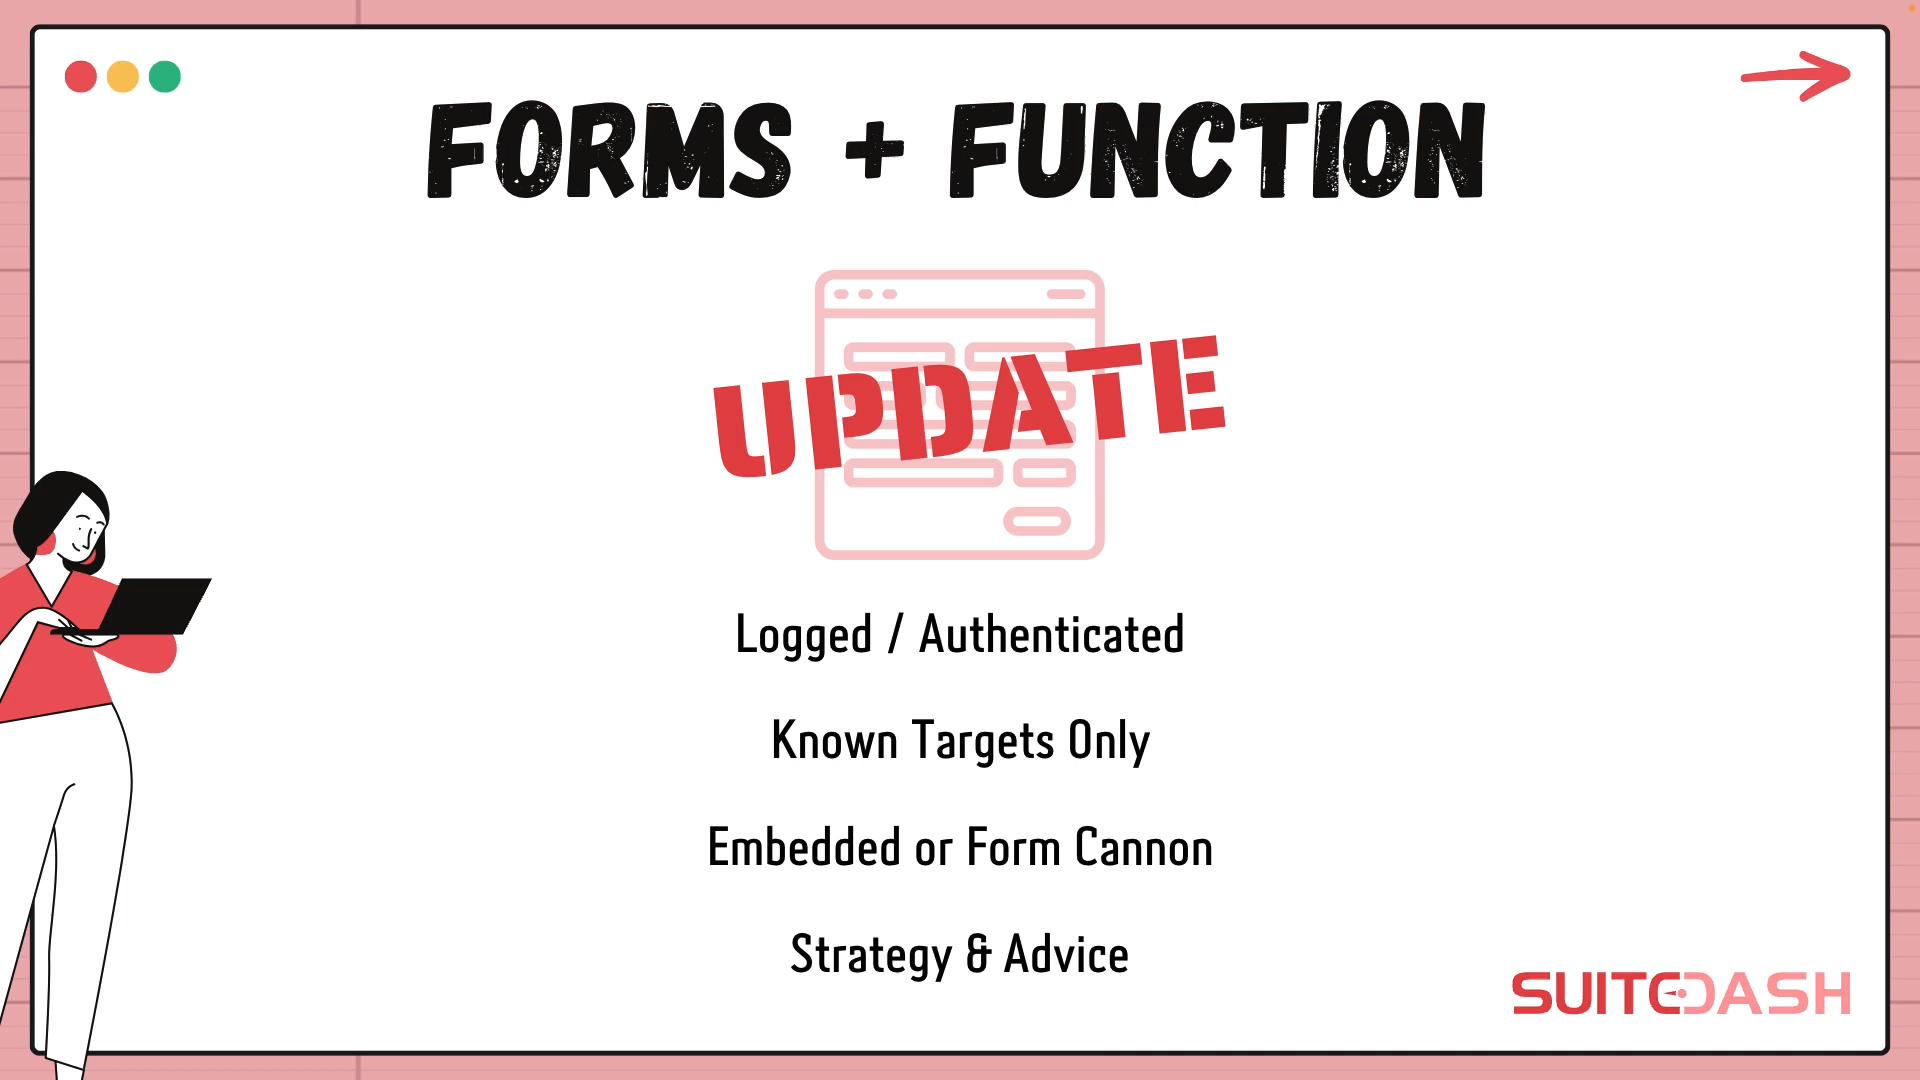 FORMS + FUNCTION
UPDATE
Logged / Authenticated
Known Targets Only
Embedded or Form Cannon
Strategy & Advice
SUITEDASH